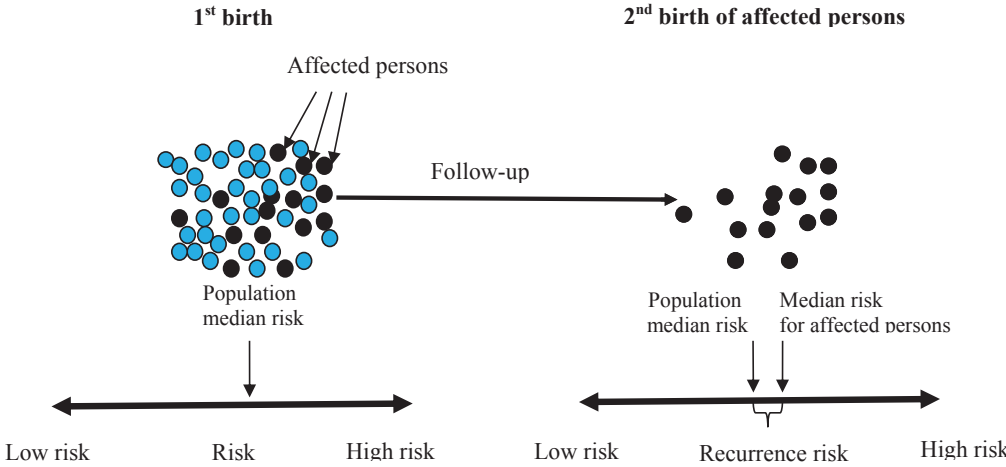 1st birth
2nd birth of affected persons
Affected persons
Follow-up
Population
median risk
Population
median risk
Median risk
for affected persons
Low risk
Risk
High risk
Low risk
Recurrence risk
High risk